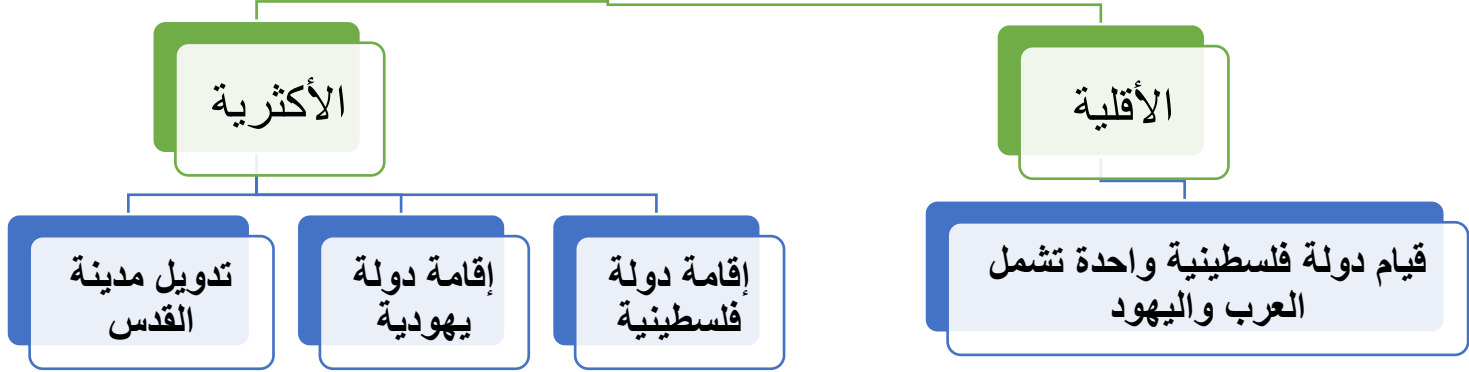 الأقلية
الأكثرية
قيام دولة فلسطينية واحدة تشمل
العرب واليهود
إقامة دولة
فلسطينية
إقامة دولة
يهودية
تدويل مدينة
القدس